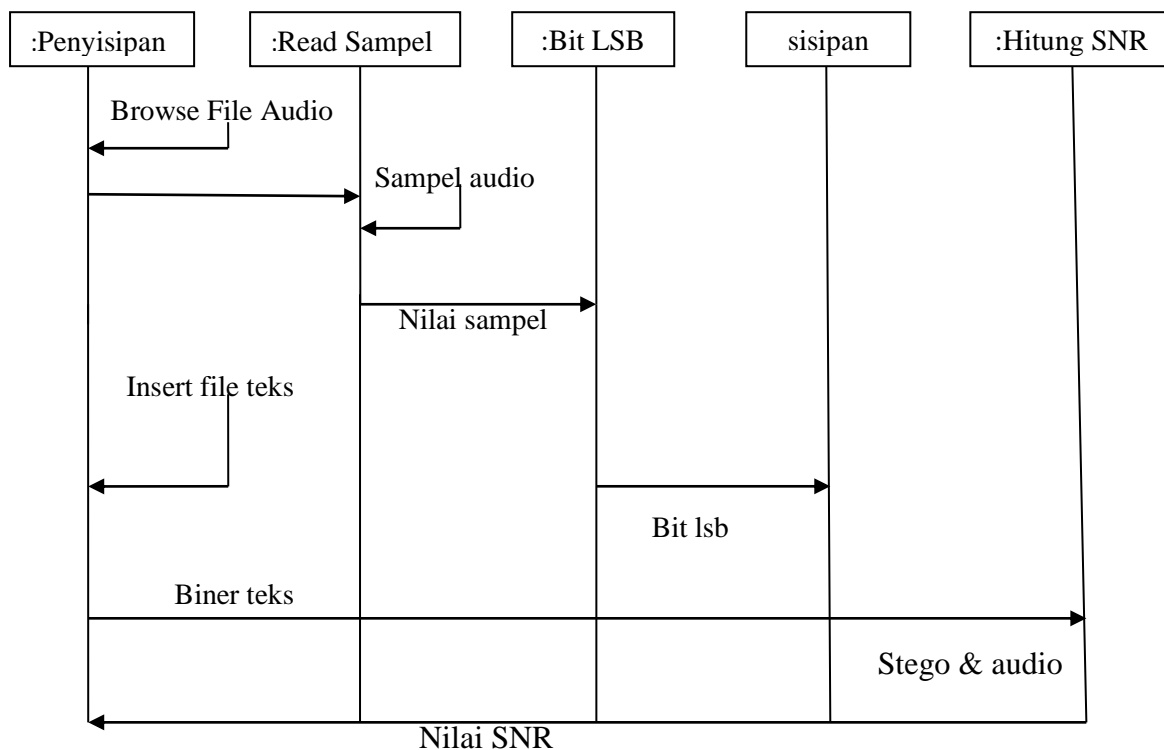 :Penyisipan
:Read Sampel
:Bit LSB
sisipan
:Hitung SNR
Browse File Audio
Sampel audio
Nilai sampel
Insert file teks
Bit lsb
Biner teks
Stego & audio
Nilai SNR